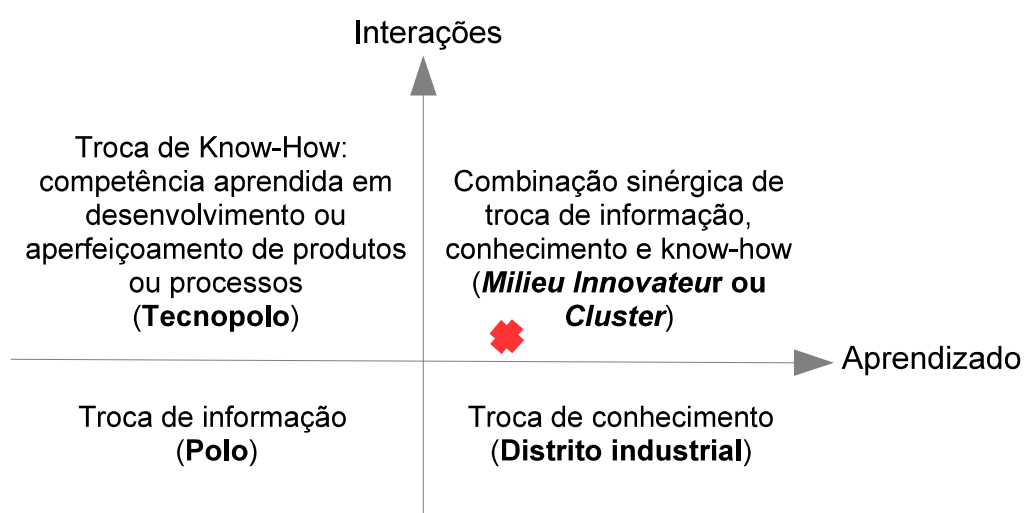 Interações
Troca de Know-How:
competência aprendida em
desenvolvimento ou
aperfeiçoamento de produtos
ou processos
(Tecnopolo)
Combinação sinérgica de
troca de informação,
conhecimento e know-how
(Milieu Innovateur ou
Cluster)
Aprendizado
Troca de informação
(Polo)
Troca de conhecimento
(Distrito industrial)